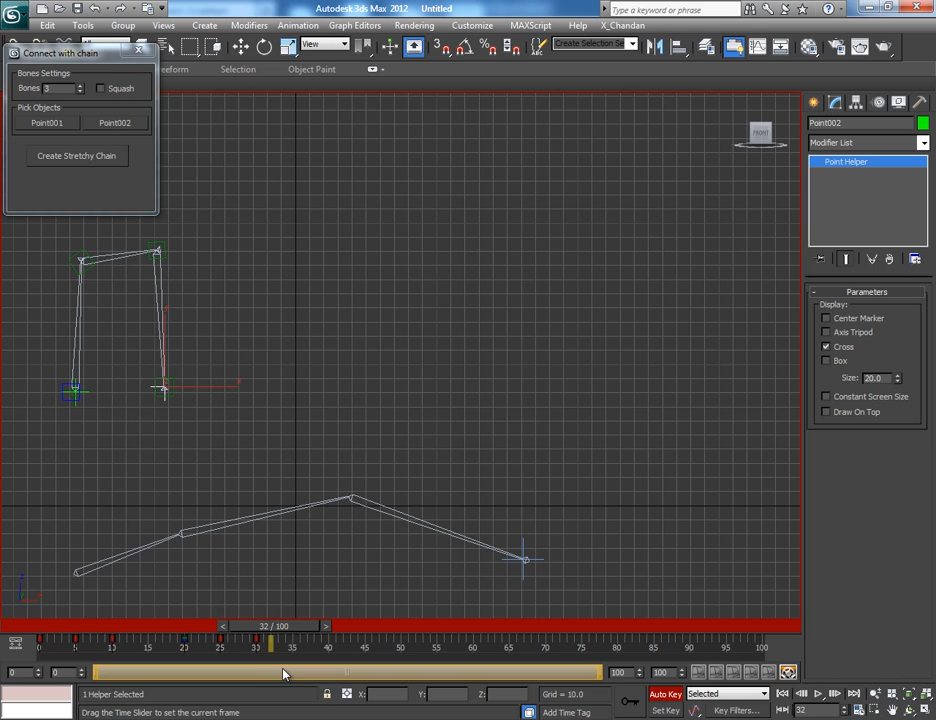 Autodesk 3ds Max 2012 Untitled
Type a keyword or phrase
Edit Tools Group Views Create Modifiers Animation Graph Editors Rendering Customize MAXScript Help X_Chandan
View
Create Selection Se
eeform Selection Object Paint
Connect with chain
Bones Settings
Bones 3 Squash
Pick Objects
Point001 Point002
Create Stretchy Chain
FRONT
Point002
Modifier List
Point Helper
- Parameters
Display:
Center Marker
Axis Tripod
Cross
Box
Size: 20.0
Constant Screen Size
Draw On Top
< 32 / 100 >
0 5 10 15 20 25 30 35 40 45 50 55 60 65 70 75 80 85 90 95 100
0 0 100 100
1 Helper Selected X: Y: Z: Grid = 10.0 Auto Key Selected
Drag the Time Slider to set the current frame Add Time Tag Set Key Key Filters... 32